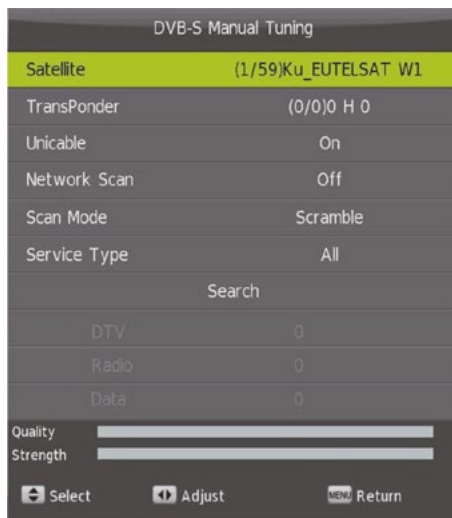 DVB-S Manual Tuning
Satellite (1/59)Ku_EUTELSAT W1
TransPonder (0/0)0 H 0
Unicable On
Network Scan Off
Scan Mode Scramble
Service Type All
Search
DTV 0
Radio 0
Data 0
Quality
Strength
Select Adjust MENU Return